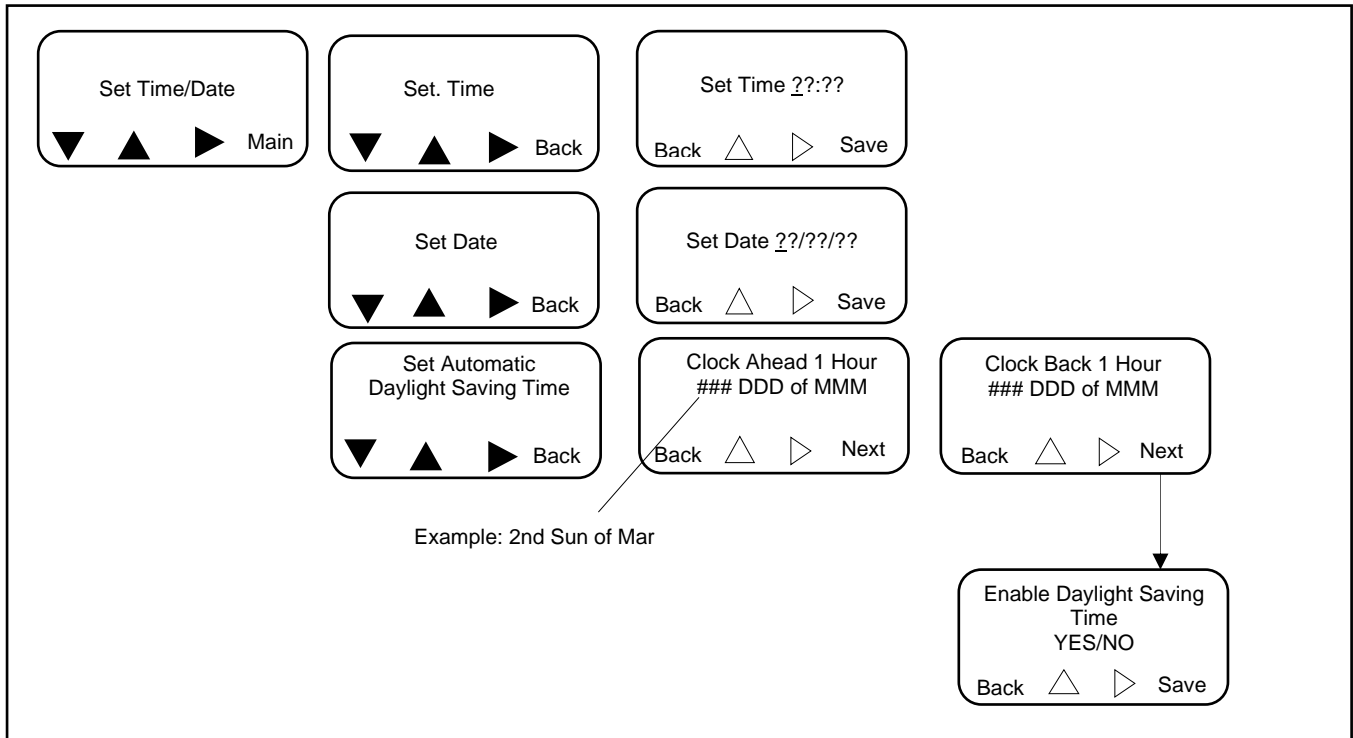 Set Time/Date
Main
Set. Time
Back
Set Time ??:??
Back
Save
Set Date
Back
Set Date ??/??/??
Back
Save
Set Automatic
Daylight Saving Time
Back
Clock Ahead 1 Hour
### DDD of MMM
Back
Next
Clock Back 1 Hour
### DDD of MMM
Back
Next
Example: 2nd Sun of Mar
Enable Daylight Saving
Time
YES/NO
Back
Save